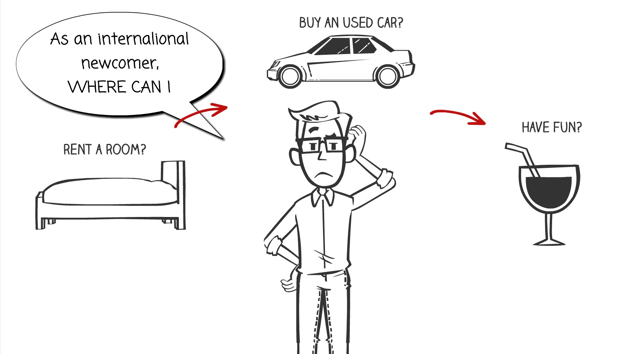 As an international
newcomer,
WHERE CAN I
RENT A ROOM?
BUY AN USED CAR?
HAVE FUN?